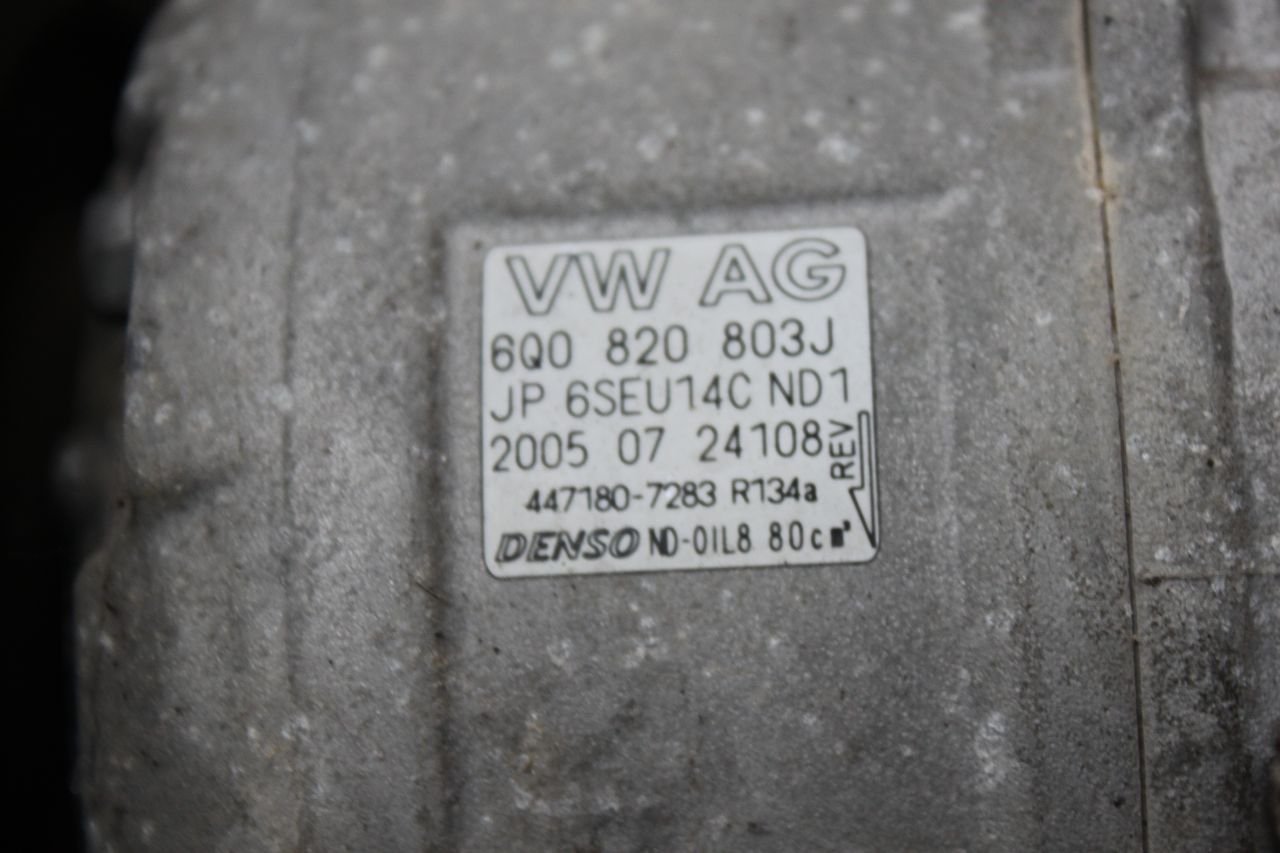 VW AG
6Q0 820 803J
JP 6SEU14C ND1
2005 07 24108
REV
447180-7283 R134a
DENSO ND-OIL8 80cm³